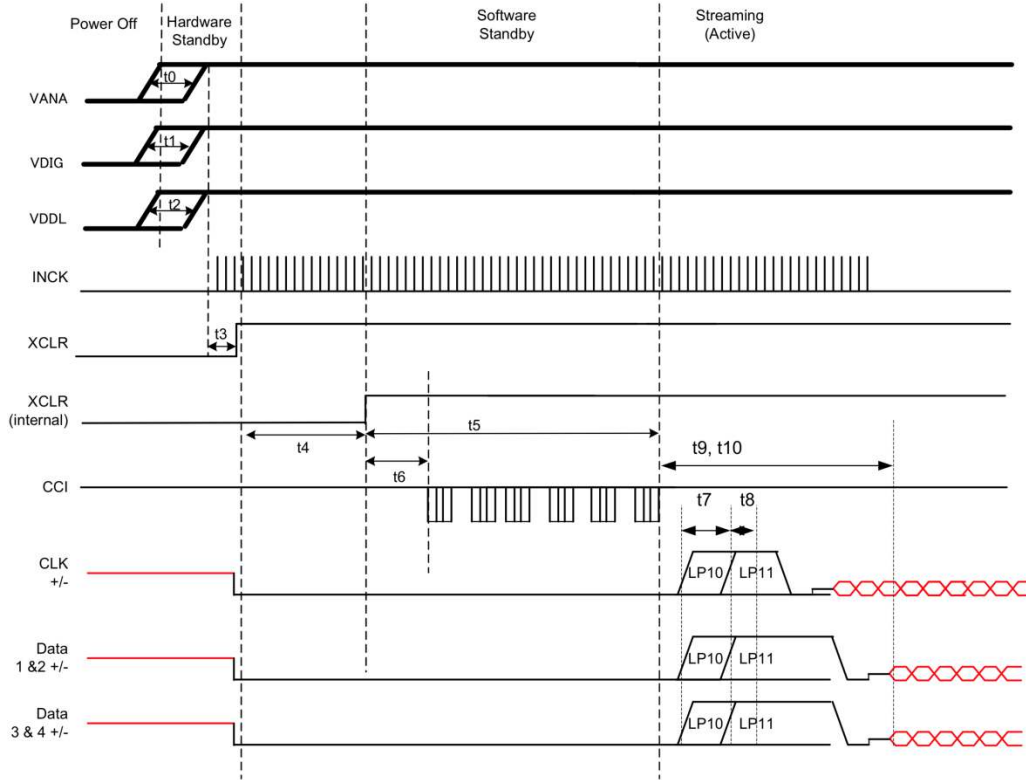 Power Off
Hardware
Standby
Software
Standby
Streaming
(Active)
t0
VANA
t1
VDIG
t2
VDDL
INCK
t3
XCLR
XCLR
(internal)
t4
t5
t9, t10
t6
CCI
t7
t8
CLK
+/-
LP10
LP11
Data
1 &2 +/-
LP10
LP11
Data
3 & 4 +/-
LP10
LP11